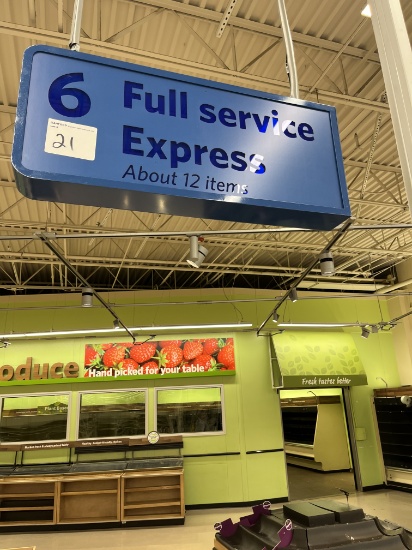 6
Full service
Express
About 12 items
21
oduce
Hand picked for your table
Fresh tastes better